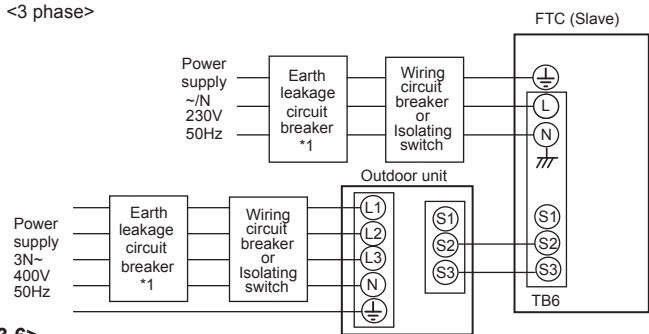 <3 phase>
FTC (Slave)
Power
supply
~/N
230V
50Hz
Earth
leakage
circuit
breaker
*1
Wiring
circuit
breaker
or
Isolating
switch
L
N
S1
S2
S3
TB6
Outdoor unit
Power
supply
3N~
400V
50Hz
Earth
leakage
circuit
breaker
*1
Wiring
circuit
breaker
or
Isolating
switch
L1
L2
L3
N
S1
S2
S3